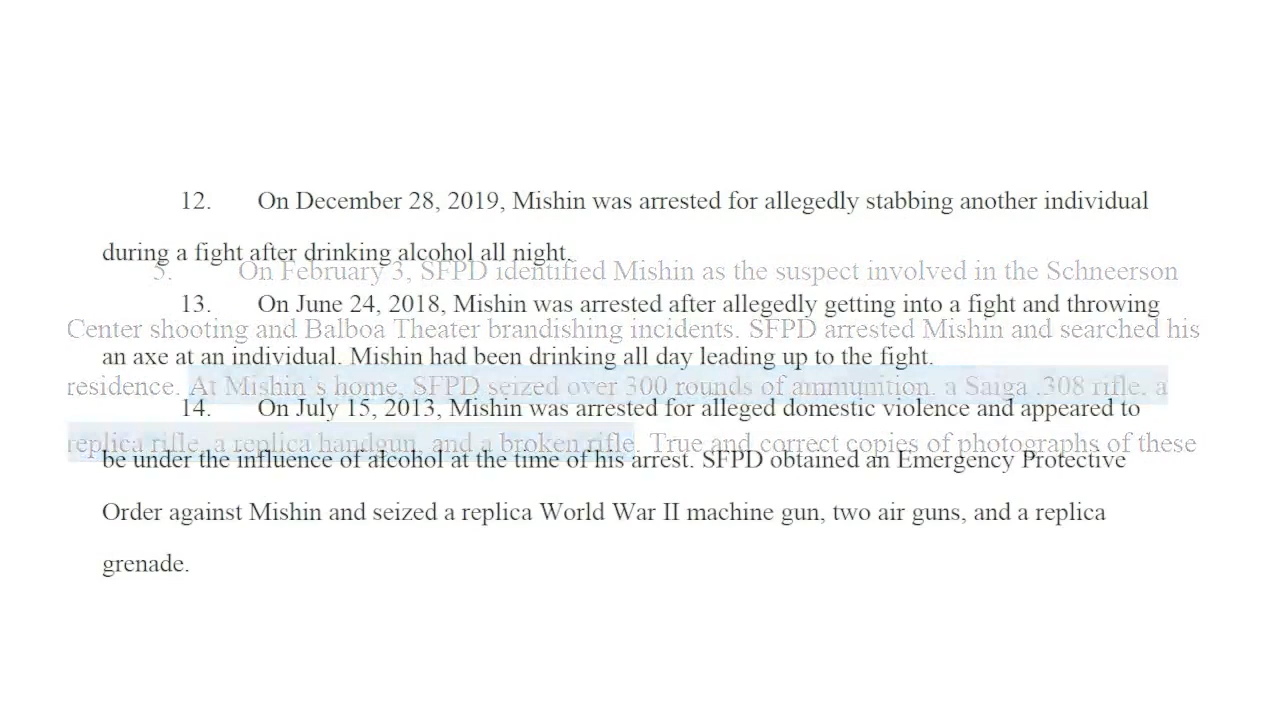 12. On December 28, 2019, Mishin was arrested for allegedly stabbing another individual
during a fight after drinking alcohol all night.
5. On February 3, SFPD identified Mishin as the suspect involved in the Schneerson
13. On June 24, 2018, Mishin was arrested after allegedly getting into a fight and throwing
Center shooting and Balboa Theater brandishing incidents. SFPD arrested Mishin and searched his
an axe at an individual. Mishin had been drinking all day leading up to the fight.
residence. At Mishin's home, SFPD seized over 300 rounds of ammunition, a Saiga .308 rifle, a
14. On July 15, 2013, Mishin was arrested for alleged domestic violence and appeared to
replica rifle, a replica handgun, and a broken rifle. True and correct copies of photographs of these
be under the influence of alcohol at the time of his arrest. SFPD obtained an Emergency Protective
Order against Mishin and seized a replica World War II machine gun, two air guns, and a replica
grenade.